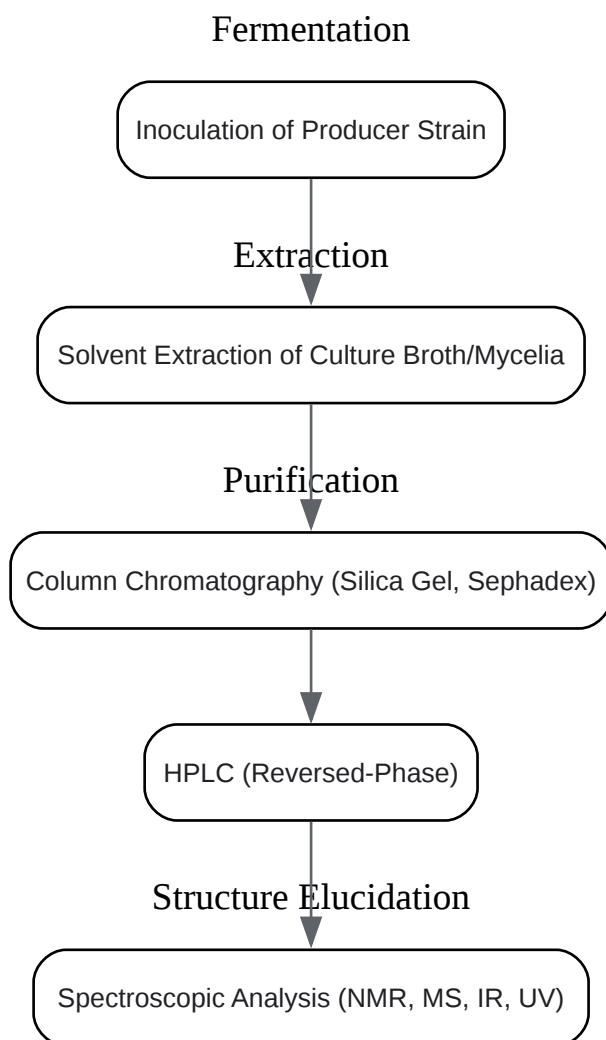 Fermentation
Inoculation of Producer Strain
Extraction
Solvent Extraction of Culture Broth/Mycelia
Purification
Column Chromatography (Silica Gel, Sephadex)
HPLC (Reversed-Phase)
Structure Elucidation
Spectroscopic Analysis (NMR, MS, IR, UV)